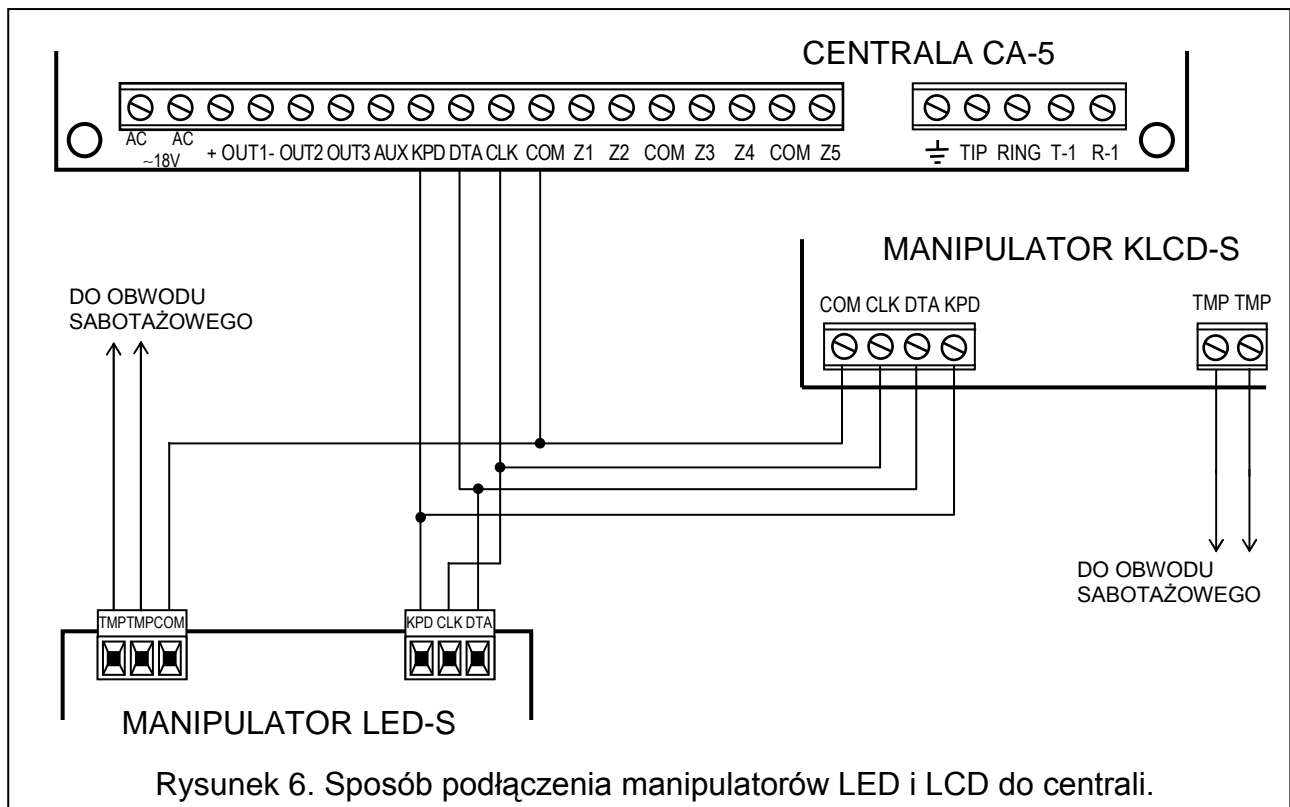 CENTRALA CA-5
AC AC
~18V
+ OUT1- OUT2 OUT3 AUX KPD DTA CLK COM Z1 Z2 COM Z3 Z4 COM Z5
TIP RING T-1 R-1
MANIPULATOR KLCD-S
COM CLK DTA KPD
TMP TMP
DO OBWODU
SABOTAŻOWEGO
DO OBWODU
SABOTAŻOWEGO
TMP TMP COM
KPD CLK DTA
MANIPULATOR LED-S
Rysunek 6. Sposób podłączenia manipulatorów LED i LCD do centrali.